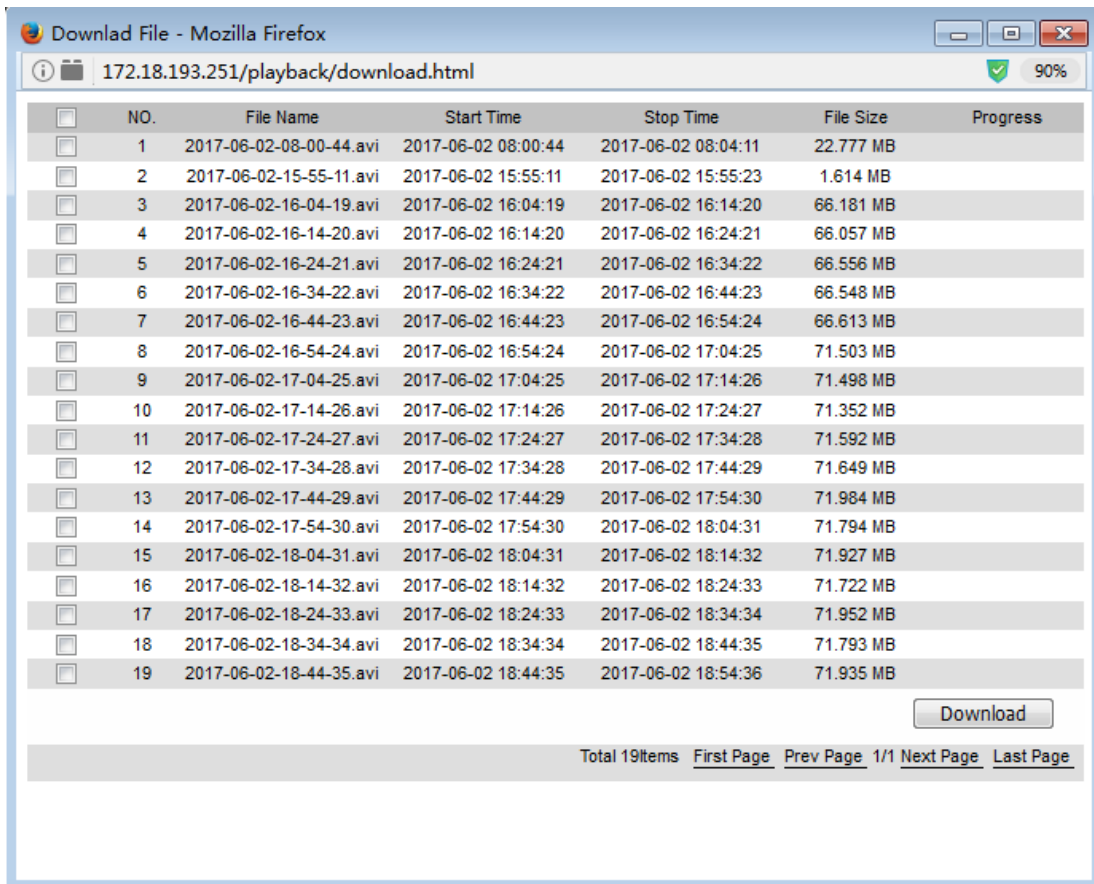 Downlad File - Mozilla Firefox
172.18.193.251/playback/download.html 90%
NO. File Name Start Time Stop Time File Size Progress
1 2017-06-02-08-00-44.avi 2017-06-02 08:00:44 2017-06-02 08:04:11 22.777 MB
2 2017-06-02-15-55-11.avi 2017-06-02 15:55:11 2017-06-02 15:55:23 1.614 MB
3 2017-06-02-16-04-19.avi 2017-06-02 16:04:19 2017-06-02 16:14:20 66.181 MB
4 2017-06-02-16-14-20.avi 2017-06-02 16:14:20 2017-06-02 16:24:21 66.057 MB
5 2017-06-02-16-24-21.avi 2017-06-02 16:24:21 2017-06-02 16:34:22 66.556 MB
6 2017-06-02-16-34-22.avi 2017-06-02 16:34:22 2017-06-02 16:44:23 66.548 MB
7 2017-06-02-16-44-23.avi 2017-06-02 16:44:23 2017-06-02 16:54:24 66.613 MB
8 2017-06-02-16-54-24.avi 2017-06-02 16:54:24 2017-06-02 17:04:25 71.503 MB
9 2017-06-02-17-04-25.avi 2017-06-02 17:04:25 2017-06-02 17:14:26 71.498 MB
10 2017-06-02-17-14-26.avi 2017-06-02 17:14:26 2017-06-02 17:24:27 71.352 MB
11 2017-06-02-17-24-27.avi 2017-06-02 17:24:27 2017-06-02 17:34:28 71.592 MB
12 2017-06-02-17-34-28.avi 2017-06-02 17:34:28 2017-06-02 17:44:29 71.649 MB
13 2017-06-02-17-44-29.avi 2017-06-02 17:44:29 2017-06-02 17:54:30 71.984 MB
14 2017-06-02-17-54-30.avi 2017-06-02 17:54:30 2017-06-02 18:04:31 71.794 MB
15 2017-06-02-18-04-31.avi 2017-06-02 18:04:31 2017-06-02 18:14:32 71.927 MB
16 2017-06-02-18-14-32.avi 2017-06-02 18:14:32 2017-06-02 18:24:33 71.722 MB
17 2017-06-02-18-24-33.avi 2017-06-02 18:24:33 2017-06-02 18:34:34 71.952 MB
18 2017-06-02-18-34-34.avi 2017-06-02 18:34:34 2017-06-02 18:44:35 71.793 MB
19 2017-06-02-18-44-35.avi 2017-06-02 18:44:35 2017-06-02 18:54:36 71.935 MB
Download
Total 19Items First Page Prev Page 1/1 Next Page Last Page